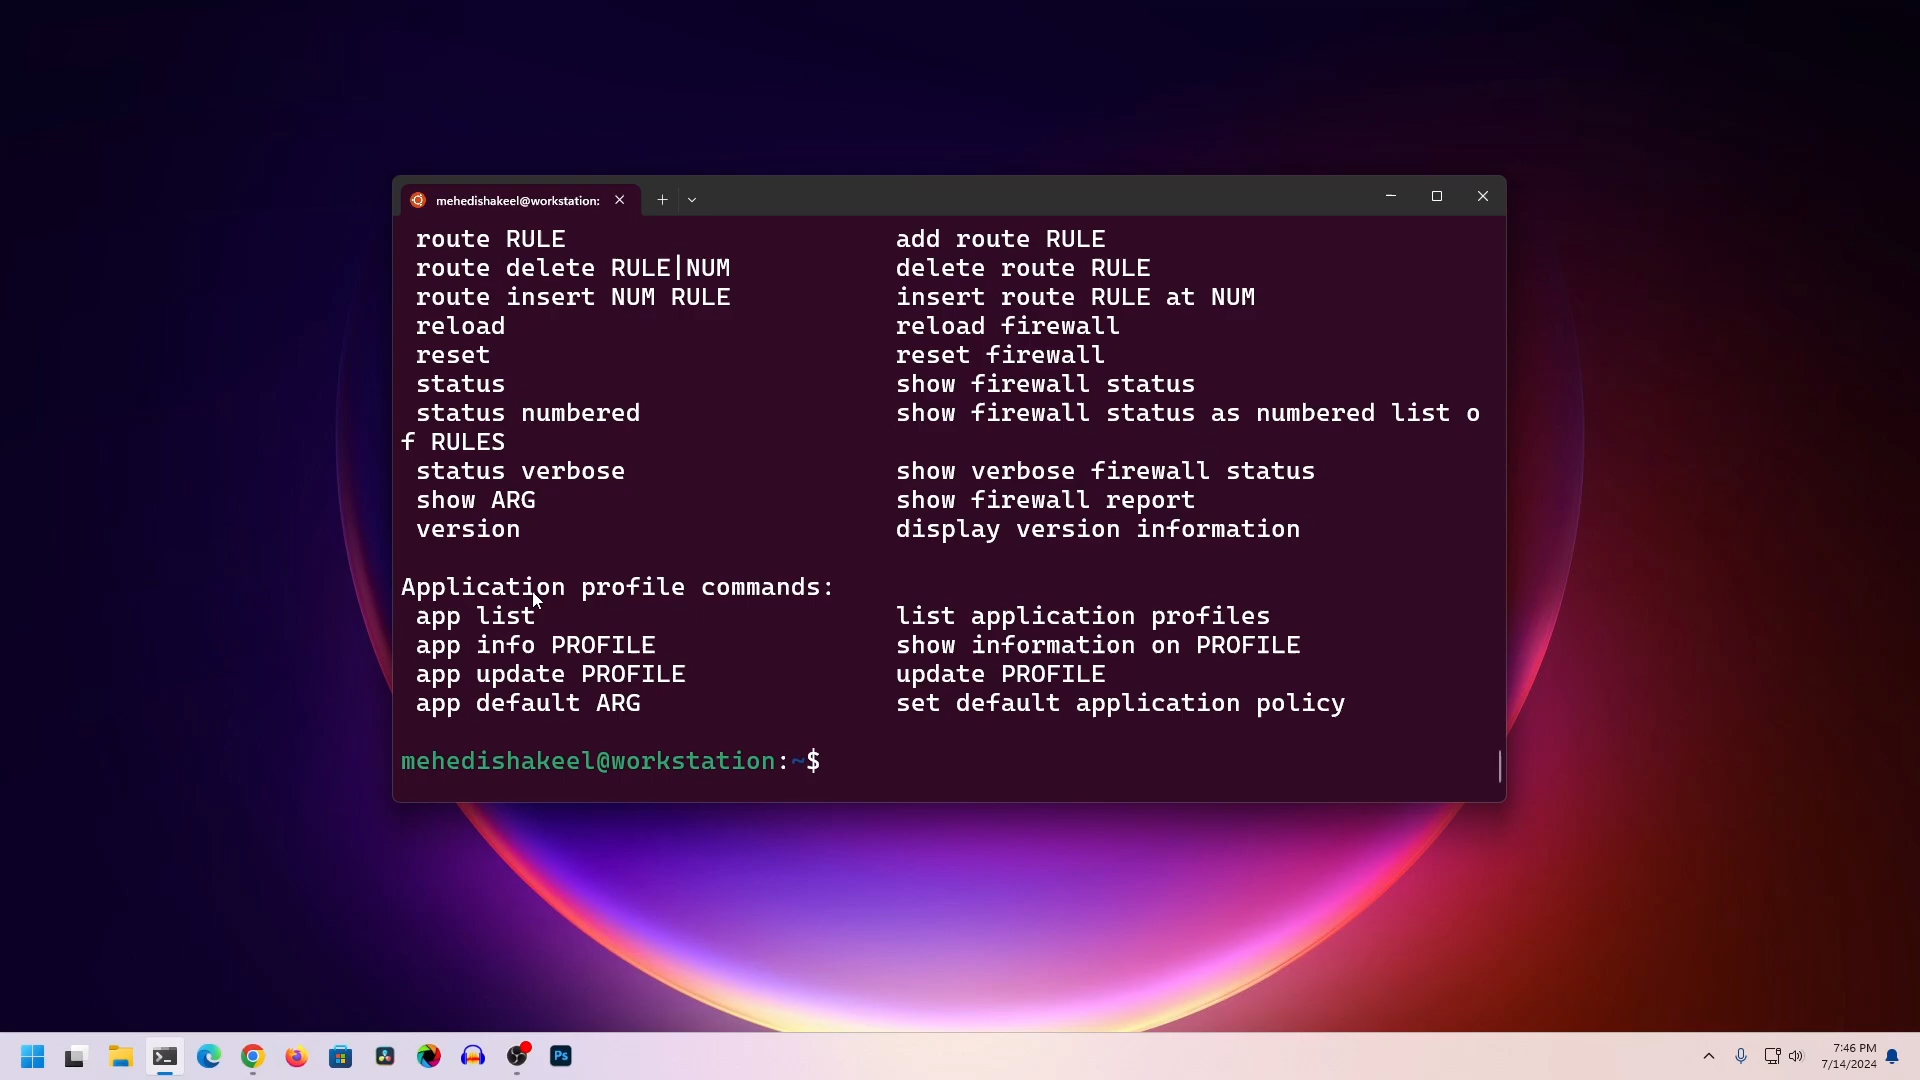 mehedishakeel@workstation:
route RULE add route RULE
route delete RULE|NUM delete route RULE
route insert NUM RULE insert route RULE at NUM
reload reload firewall
reset reset firewall
status show firewall status
status numbered show firewall status as numbered list o
f RULES
status verbose show verbose firewall status
show ARG show firewall report
version display version information
Application profile commands:
app list list application profiles
app info PROFILE show information on PROFILE
app update PROFILE update PROFILE
app default ARG set default application policy
mehedishakeel@workstation:~$
Ps
7:46 PM
7/14/2024